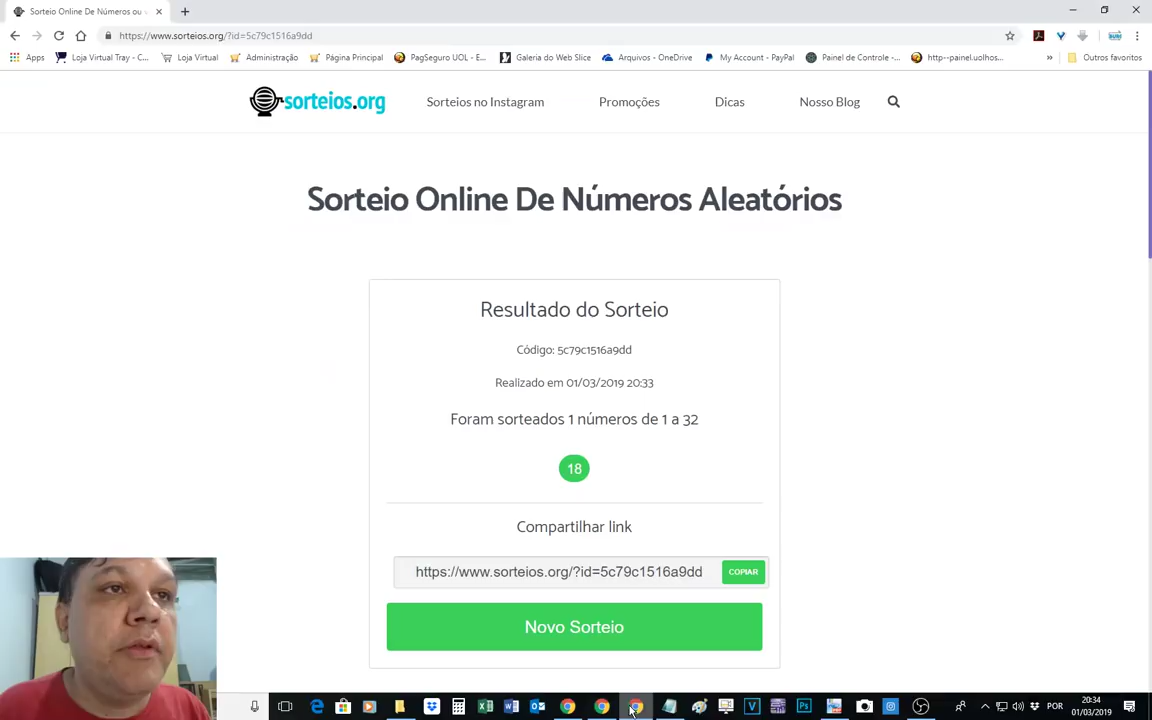 Sorteio Online De Números ou
https://www.sorteios.org/?id=5c79c1516a9dd
Apps
Loja Virtual Tray - C...
Loja Virtual
Administração
Página Principal
PagSeguro UOL - E...
Galeria do Web Slice
Arquivos - OneDrive
My Account - PayPal
Painel de Controle -...
http--painel.uolhos...
»
Outros favoritos
sorteios.org
Sorteios no Instagram
Promoções
Dicas
Nosso Blog
Sorteio Online De Números Aleatórios
Resultado do Sorteio
Código: 5c79c1516a9dd
Realizado em 01/03/2019 20:33
Foram sorteados 1 números de 1 a 32
18
Compartilhar link
https://www.sorteios.org/?id=5c79c1516a9dd
COPIAR
Novo Sorteio
POR
20:34
01/03/2019